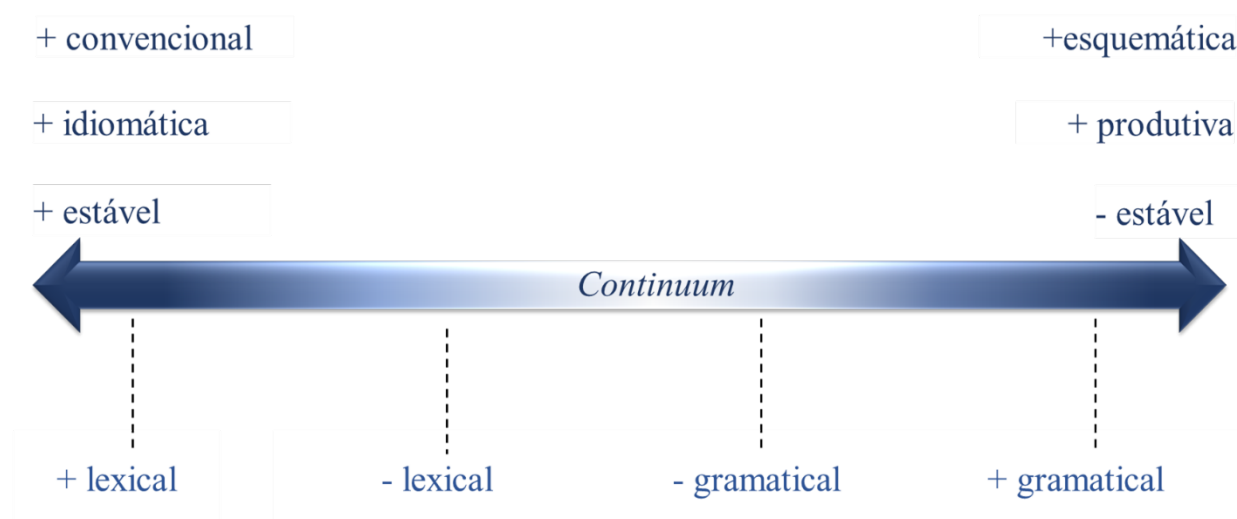 + convencional
+esquemática
+ idiomática
+ produtiva
+ estável
- estável
Continuum
+ lexical
- lexical
- gramatical
+ gramatical